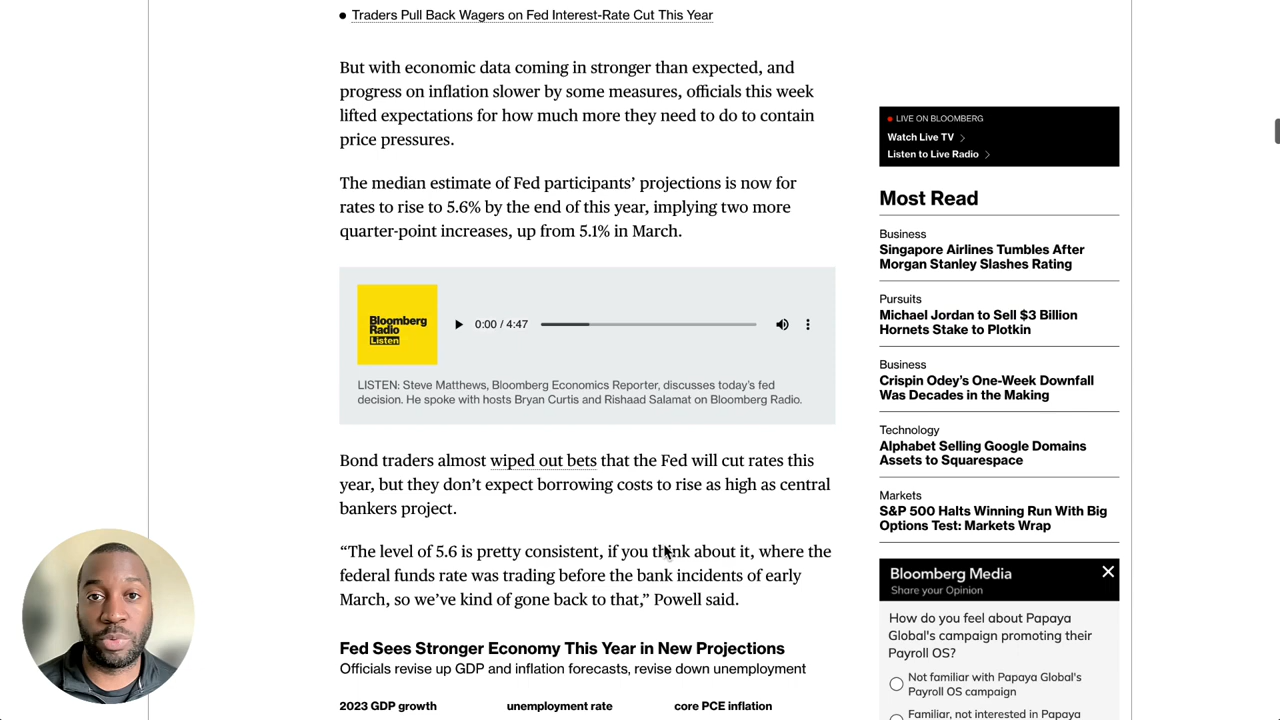 Traders Pull Back Wagers on Fed Interest-Rate Cut This Year
But with economic data coming in stronger than expected, and
progress on inflation slower by some measures, officials this week
lifted expectations for how much more they need to do to contain
price pressures.
The median estimate of Fed participants’ projections is now for
rates to rise to 5.6% by the end of this year, implying two more
quarter-point increases, up from 5.1% in March.
Bloomberg
Radio
Listen
0:00 / 4:47
LISTEN: Steve Matthews, Bloomberg Economics Reporter, discusses today’s fed
decision. He spoke with hosts Bryan Curtis and Rishaad Salamat on Bloomberg Radio.
Bond traders almost wiped out bets that the Fed will cut rates this
year, but they don’t expect borrowing costs to rise as high as central
bankers project.
“The level of 5.6 is pretty consistent, if you think about it, where the
federal funds rate was trading before the bank incidents of early
March, so we’ve kind of gone back to that,” Powell said.
Fed Sees Stronger Economy This Year in New Projections
Officials revise up GDP and inflation forecasts, revise down unemployment
2023 GDP growth unemployment rate core PCE inflation
LIVE ON BLOOMBERG
Watch Live TV
Listen to Live Radio
Most Read
Business
Singapore Airlines Tumbles After
Morgan Stanley Slashes Rating
Pursuits
Michael Jordan to Sell $3 Billion
Hornets Stake to Plotkin
Business
Crispin Odey’s One-Week Downfall
Was Decades in the Making
Technology
Alphabet Selling Google Domains
Assets to Squarespace
Markets
S&P 500 Halts Winning Run With Big
Options Test: Markets Wrap
Bloomberg Media
Share your Opinion
How do you feel about Papaya
Global's campaign promoting their
Payroll OS?
Not familiar with Papaya Global's
Payroll OS campaign
Familiar, not interested in Papaya